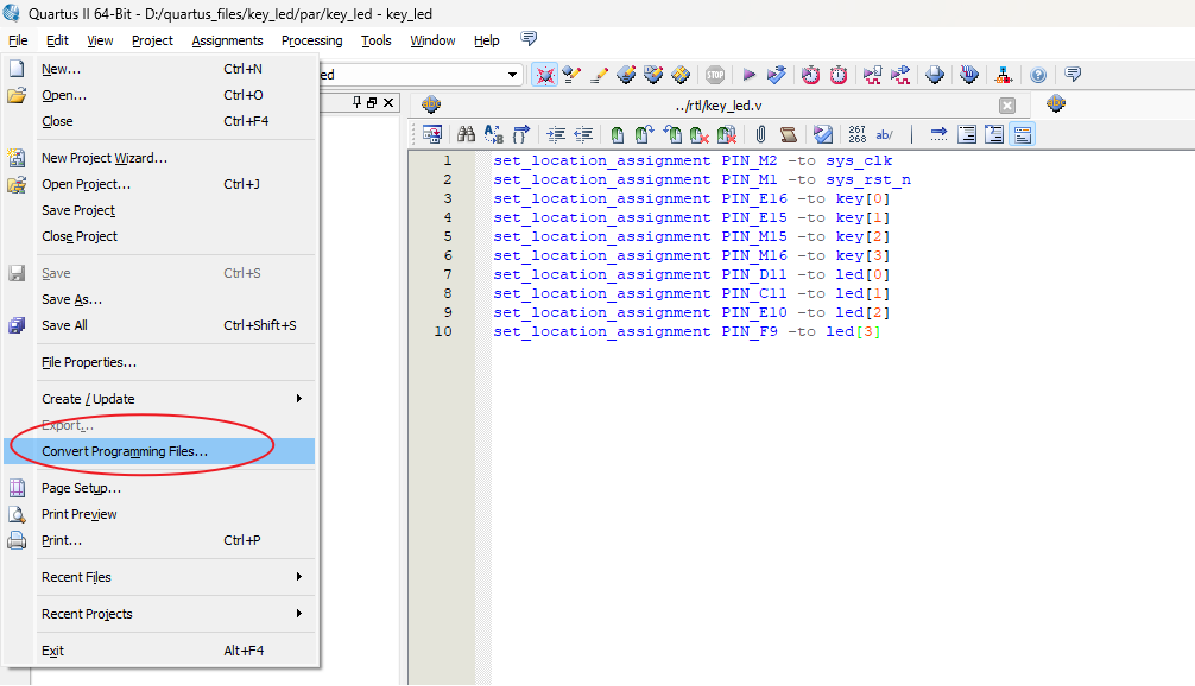 Quartus II 64-Bit - D:/quartus_files/key_led/par/key_led - key_led
File Edit View Project Assignments Processing Tools Window Help
New... Ctrl+N
Open... Ctrl+O
Close Ctrl+F4
New Project Wizard...
Open Project... Ctrl+J
Save Project
Close Project
Save Ctrl+S
Save As...
Save All Ctrl+Shift+S
File Properties...
Create / Update
Export...
Convert Programming Files...
Page Setup...
Print Preview
Print... Ctrl+P
Recent Files
Recent Projects
Exit Alt+F4
ed
STOP
../rtl/key_led.v
267
268
ab/
1 set_location_assignment PIN_M2 -to sys_clk
2 set_location_assignment PIN_M1 -to sys_rst_n
3 set_location_assignment PIN_E16 -to key[0]
4 set_location_assignment PIN_E15 -to key[1]
5 set_location_assignment PIN_M15 -to key[2]
6 set_location_assignment PIN_M16 -to key[3]
7 set_location_assignment PIN_D11 -to led[0]
8 set_location_assignment PIN_C11 -to led[1]
9 set_location_assignment PIN_E10 -to led[2]
10 set_location_assignment PIN_F9 -to led[3]